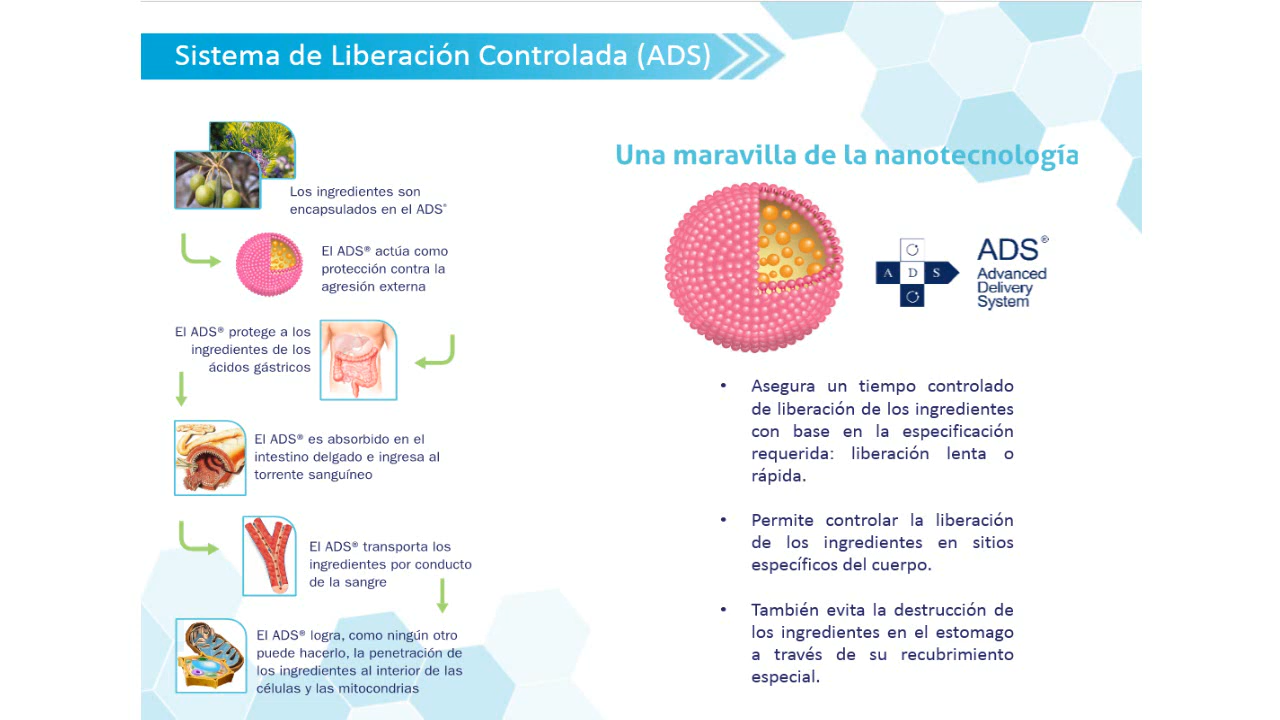 Sistema de Liberación Controlada (ADS)
Los ingredientes son
encapsulados en el ADS®
El ADS® actúa como
protección contra la
agresión externa
El ADS® protege a los
ingredientes de los
ácidos gástricos
El ADS® es absorbido en el
intestino delgado e ingresa al
torrente sanguíneo
El ADS® transporta los
ingredientes por conducto
de la sangre
El ADS® logra, como ningún otro
puede hacerlo, la penetración de
los ingredientes al interior de las
células y las mitocondrias
Una maravilla de la nanotecnología
A D S
ADS®
Advanced
Delivery
System
• Asegura un tiempo controlado
de liberación de los ingredientes
con base en la especificación
requerida: liberación lenta o
rápida.
• Permite controlar la liberación
de los ingredientes en sitios
específicos del cuerpo.
• También evita la destrucción de
los ingredientes en el estomago
a través de su recubrimiento
especial.